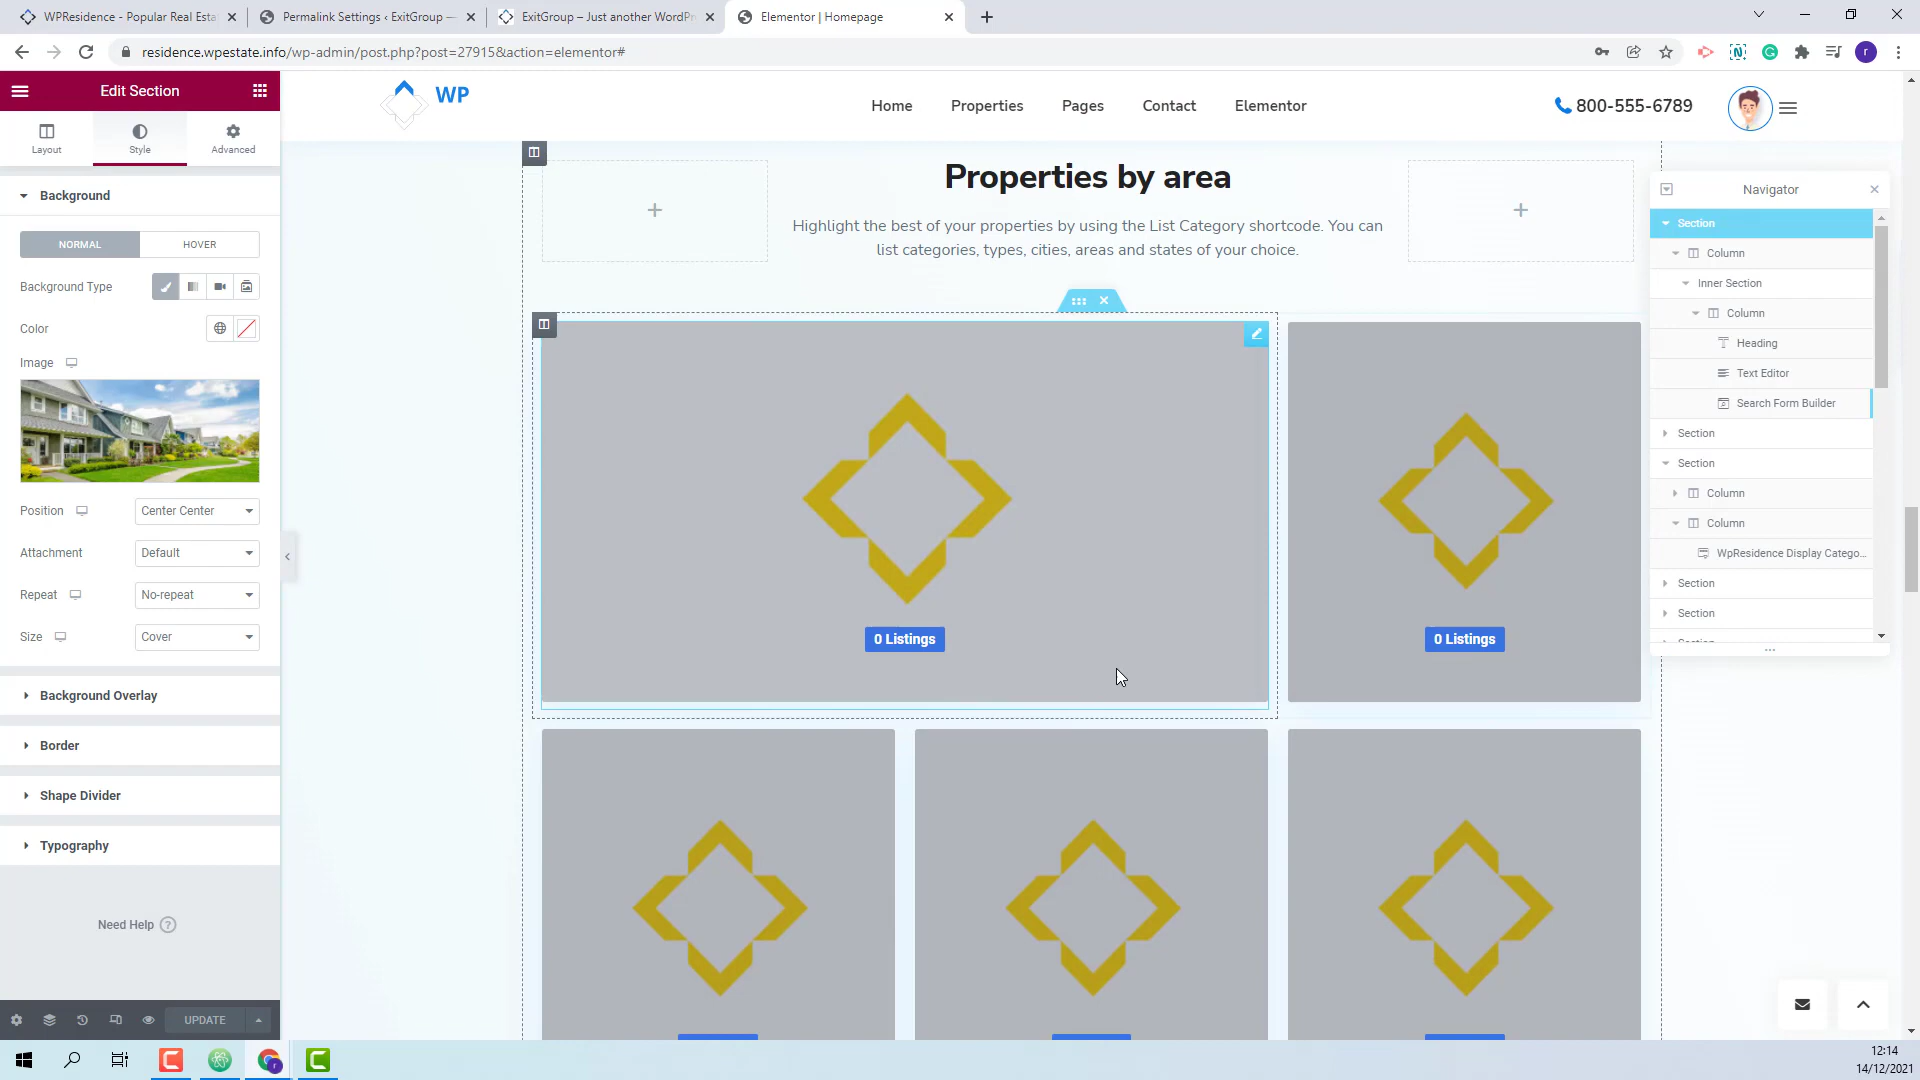 WPResidence - Popular Real Esta
Permalink Settings ‹ ExitGroup —
ExitGroup – Just another WordPr
Elementor | Homepage
residence.wpestate.info/wp-admin/post.php?post=27915&action=elementor#
Edit Section
Layout
Style
Advanced
Background
NORMAL
HOVER
Background Type
Color
Image
Position
Center Center
Attachment
Default
Repeat
No-repeat
Size
Cover
Background Overlay
Border
Shape Divider
Typography
Need Help ?
UPDATE
WP
Home
Properties
Pages
Contact
Elementor
800-555-6789
Properties by area
Highlight the best of your properties by using the List Category shortcode. You can
list categories, types, cities, areas and states of your choice.
0 Listings
0 Listings
Navigator
Section
Column
Inner Section
Column
Heading
Text Editor
Search Form Builder
Section
Section
Column
Column
WpResidence Display Catego...
Section
Section
12:14
14/12/2021